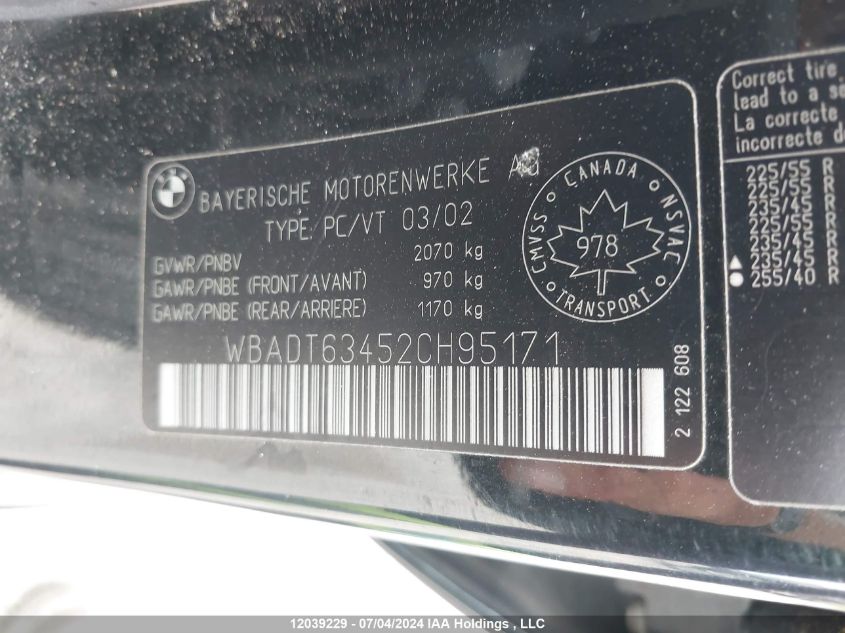 BAYERISCHE MOTORENWERKE AG
TYPE PC/VT 03/02
GVWR/PNBV 2070 kg
GAWR/PNBE (FRONT/AVANT) 970 kg
GAWR/PNBE (REAR/ARRIERE) 1170 kg
WBADT63452CH95171
2 122 608
CANADA
CMVSS NSVAC
978
TRANSPORT
Correct tire
lead to a se
La correcte
incorrecte de
225/55 R
225/55 R
235/45 R
225/55 R
235/45 R
▲ 235/45 R
● 255/40 R
12039229 - 07/04/2024 IAA Holdings , LLC